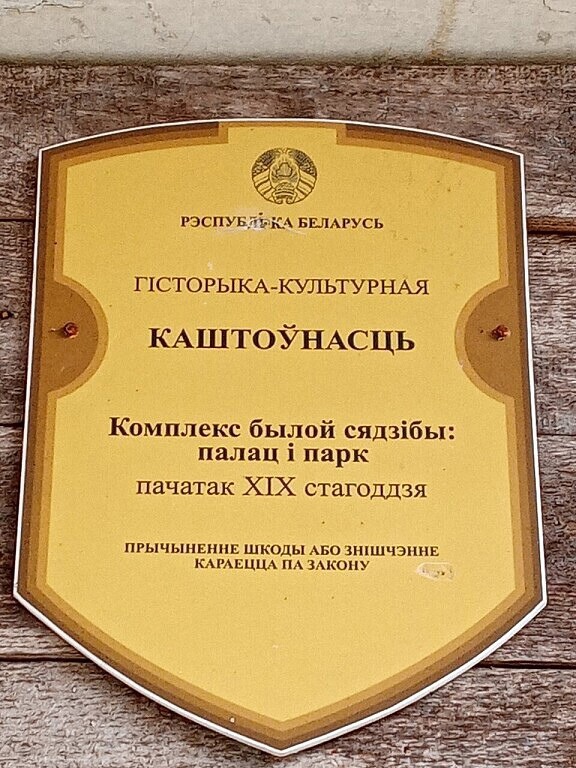 РЭСПУБЛІКА БЕЛАРУСЬ
ГІСТОРЫКА-КУЛЬТУРНАЯ
КАШТОЎНАСЦЬ
Комплекс былой сядзібы:
палац і парк
пачатак XIX стагоддзя
ПРЫЧЫНЕННЕ ШКОДЫ АБО ЗНІШЧЭННЕ
КАРАЕЦЦА ПА ЗАКОНУ